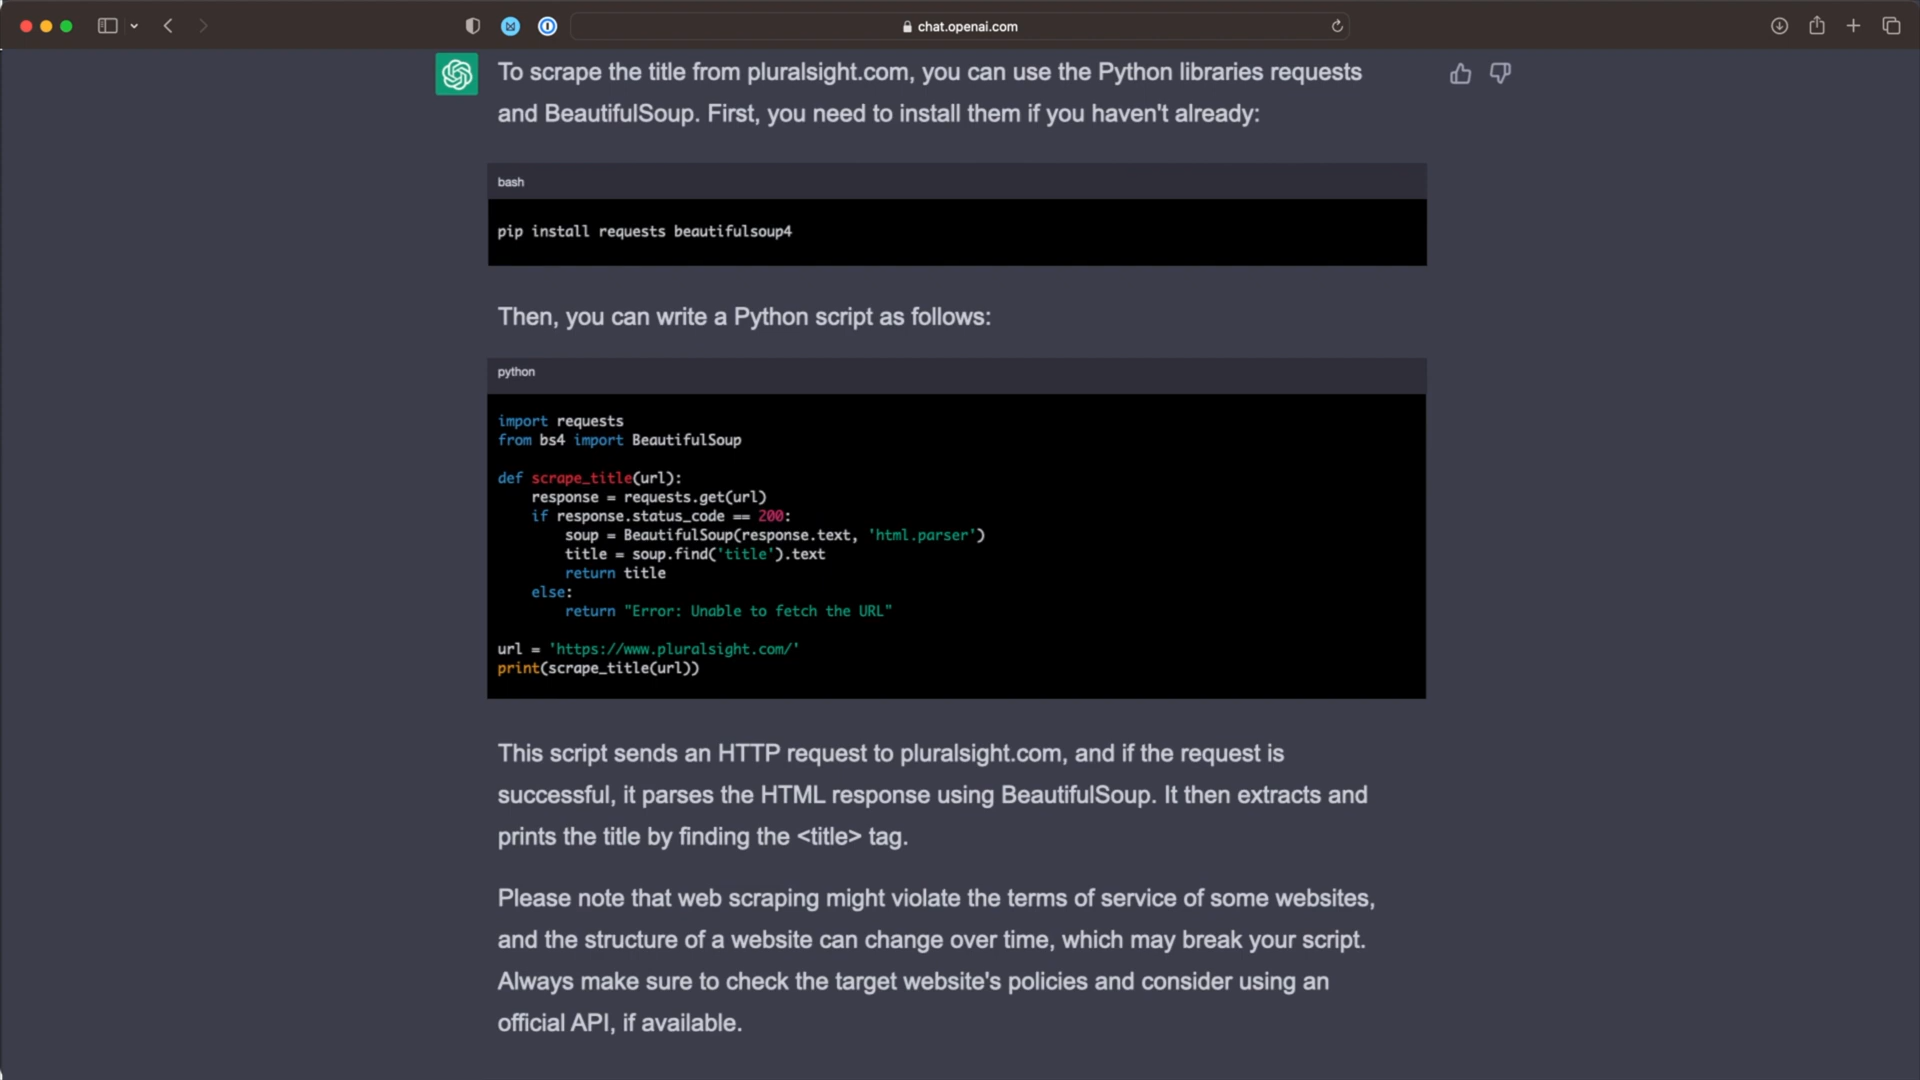 chat.openai.com
To scrape the title from pluralsight.com, you can use the Python libraries requests
and BeautifulSoup. First, you need to install them if you haven't already:
bash
pip install requests beautifulsoup4
Then, you can write a Python script as follows:
python
import requests
from bs4 import BeautifulSoup
def scrape_title(url):
    response = requests.get(url)
    if response.status_code == 200:
        soup = BeautifulSoup(response.text, 'html.parser')
        title = soup.find('title').text
        return title
    else:
        return "Error: Unable to fetch the URL"
url = 'https://www.pluralsight.com/'
print(scrape_title(url))
This script sends an HTTP request to pluralsight.com, and if the request is
successful, it parses the HTML response using BeautifulSoup. It then extracts and
prints the title by finding the <title> tag.
Please note that web scraping might violate the terms of service of some websites,
and the structure of a website can change over time, which may break your script.
Always make sure to check the target website's policies and consider using an
official API, if available.